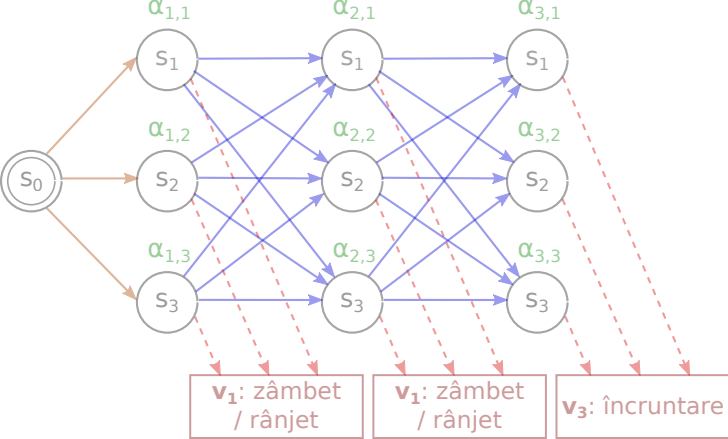 α1,1 α2,1 α3,1
s1 s1 s1
α1,2 α2,2 α3,2
s0 s2 s2 s2
α1,3 α2,3 α3,3
s3 s3 s3
v1: zâmbet
/ rânjet
v1: zâmbet
/ rânjet
v3: încruntare